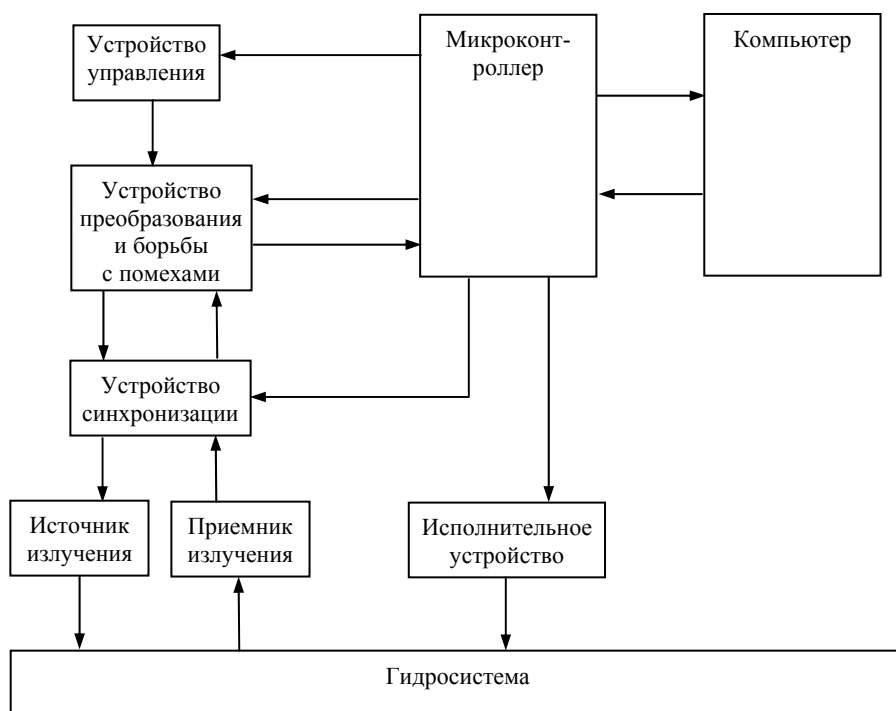 Устройство
управления
Микроконт-
роллер
Компьютер
Устройство
преобразования
и борьбы
с помехами
Устройство
синхронизации
Источник
излучения
Приемник
излучения
Исполнительное
устройство
Гидросистема